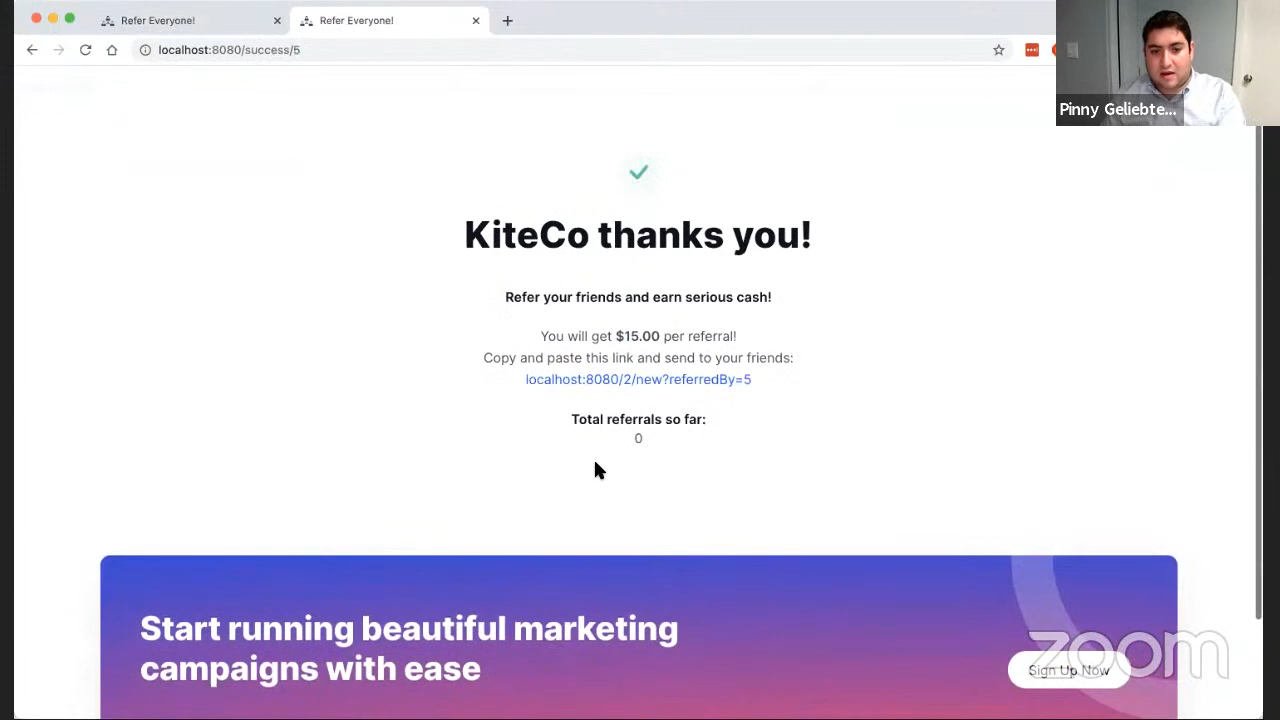 Refer Everyone!
Refer Everyone!
localhost:8080/success/5
Pinny Geliebte...
KiteCo thanks you!
Refer your friends and earn serious cash!
You will get $15.00 per referral!
Copy and paste this link and send to your friends:
localhost:8080/2/new?referredBy=5
Total referrals so far:
0
Start running beautiful marketing
campaigns with ease
Sign Up Now
zoom